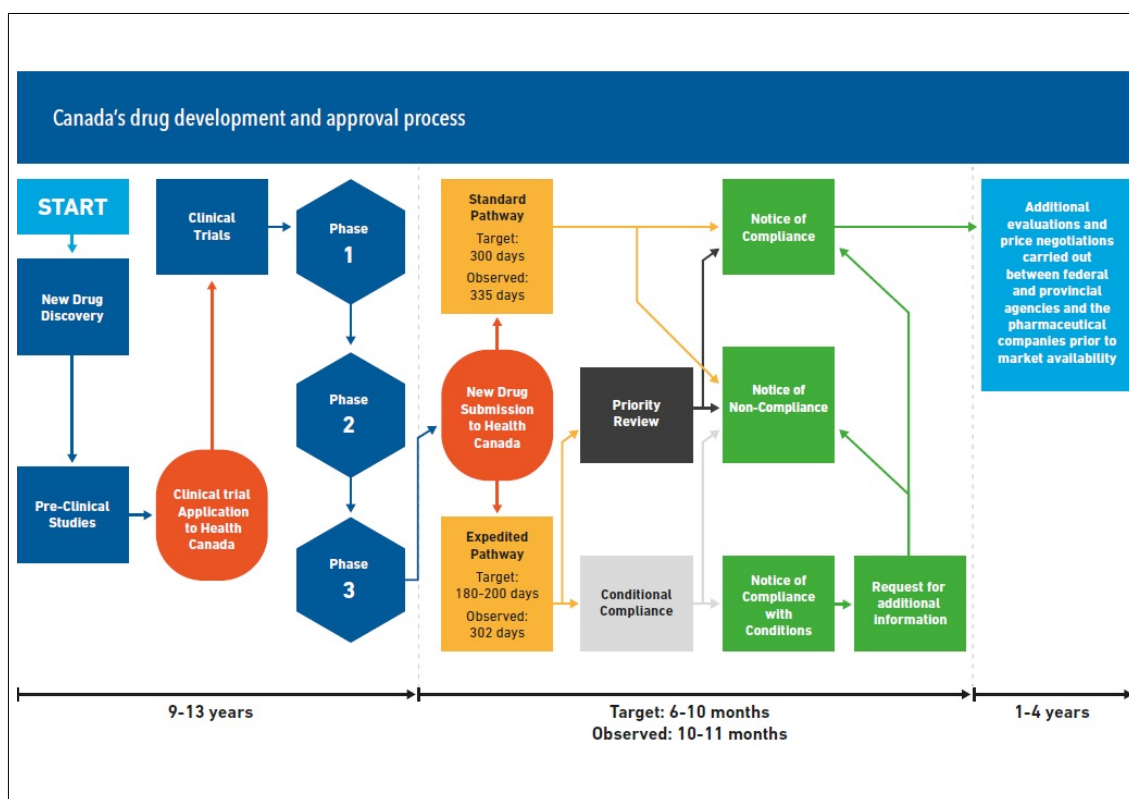 Canada's drug development and approval process
START
New Drug
Discovery
Pre-Clinical
Studies
Clinical trial
Application
to Health
Canada
Clinical
Trials
Phase
1
Phase
2
Phase
3
New Drug
Submission
to Health
Canada
Standard
Pathway
Target:
300 days
Observed:
335 days
Expedited
Pathway
Target:
180-200 days
Observed:
302 days
Priority
Review
Conditional
Compliance
Notice of
Compliance
Notice of
Non-Compliance
Notice of
Compliance
with
Conditions
Request for
additional
information
Additional
evaluations and
price negotiations
carried out
between federal
and provincial
agencies and the
pharmaceutical
companies prior to
market availability
9-13 years
Target: 6-10 months
Observed: 10-11 months
1-4 years